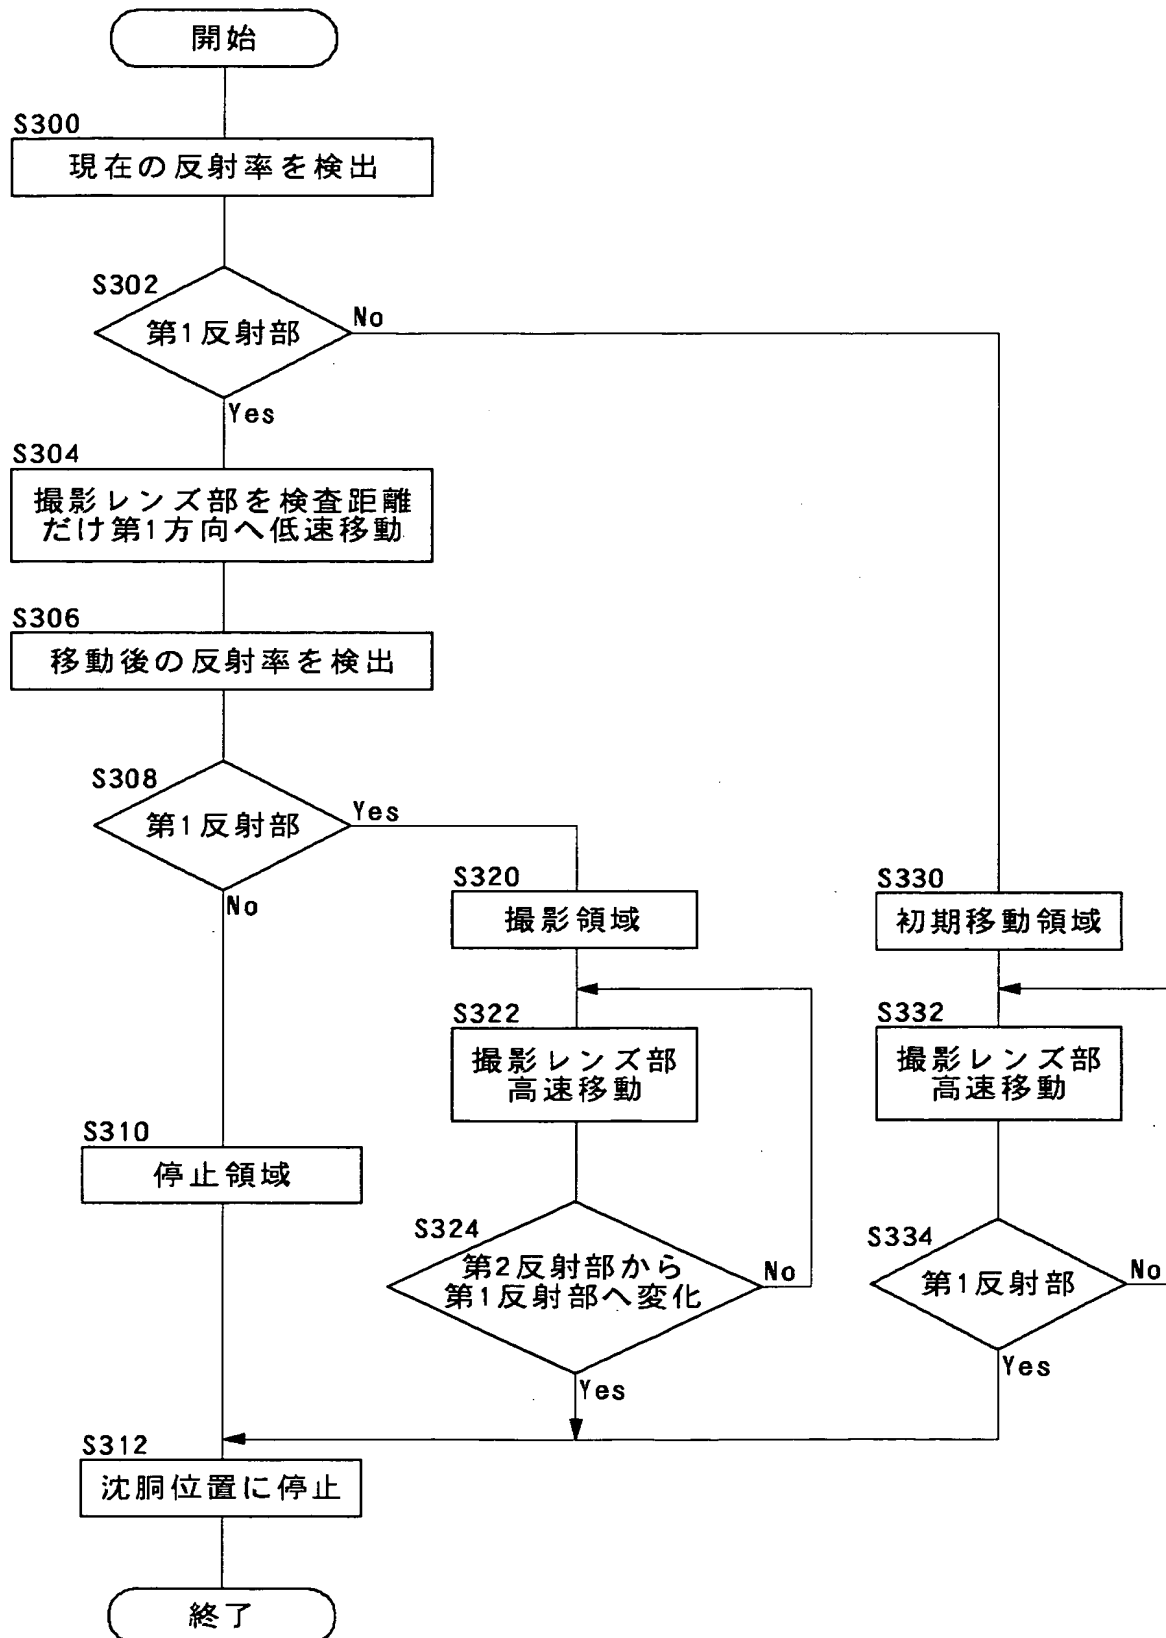 開始
S300
現在の反射率を検出
S302
第1反射部
No
Yes
S304
撮影レンズ部を検査距離
だけ第1方向へ低速移動
S306
移動後の反射率を検出
S308
第1反射部
Yes
No
S320
撮影領域
S330
初期移動領域
S322
撮影レンズ部
高速移動
S332
撮影レンズ部
高速移動
S310
停止領域
S324
第2反射部から
第1反射部へ変化
No
Yes
S334
第1反射部
No
Yes
S312
沈胴位置に停止
終了